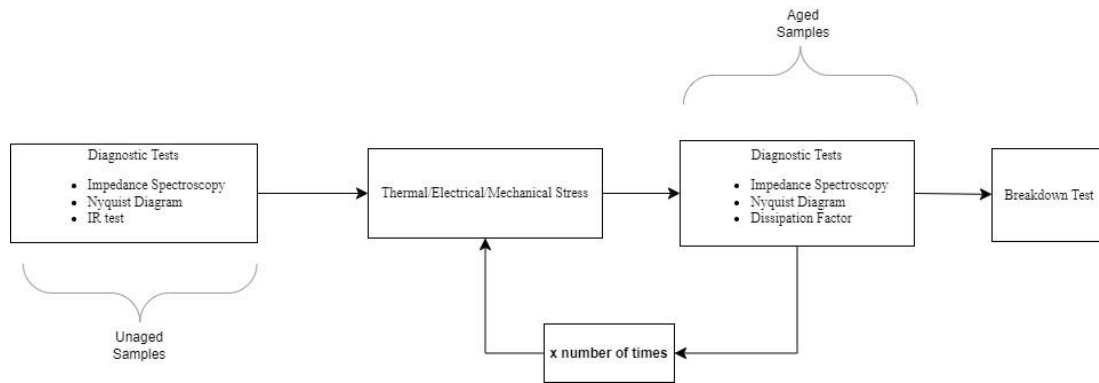 Aged
Samples
Diagnostic Tests
• Impedance Spectroscopy
• Nyquist Diagram
• IR test
Thermal/Electrical/Mechanical Stress
Diagnostic Tests
• Impedance Spectroscopy
• Nyquist Diagram
• Dissipation Factor
Breakdown Test
Unaged
Samples
x number of times